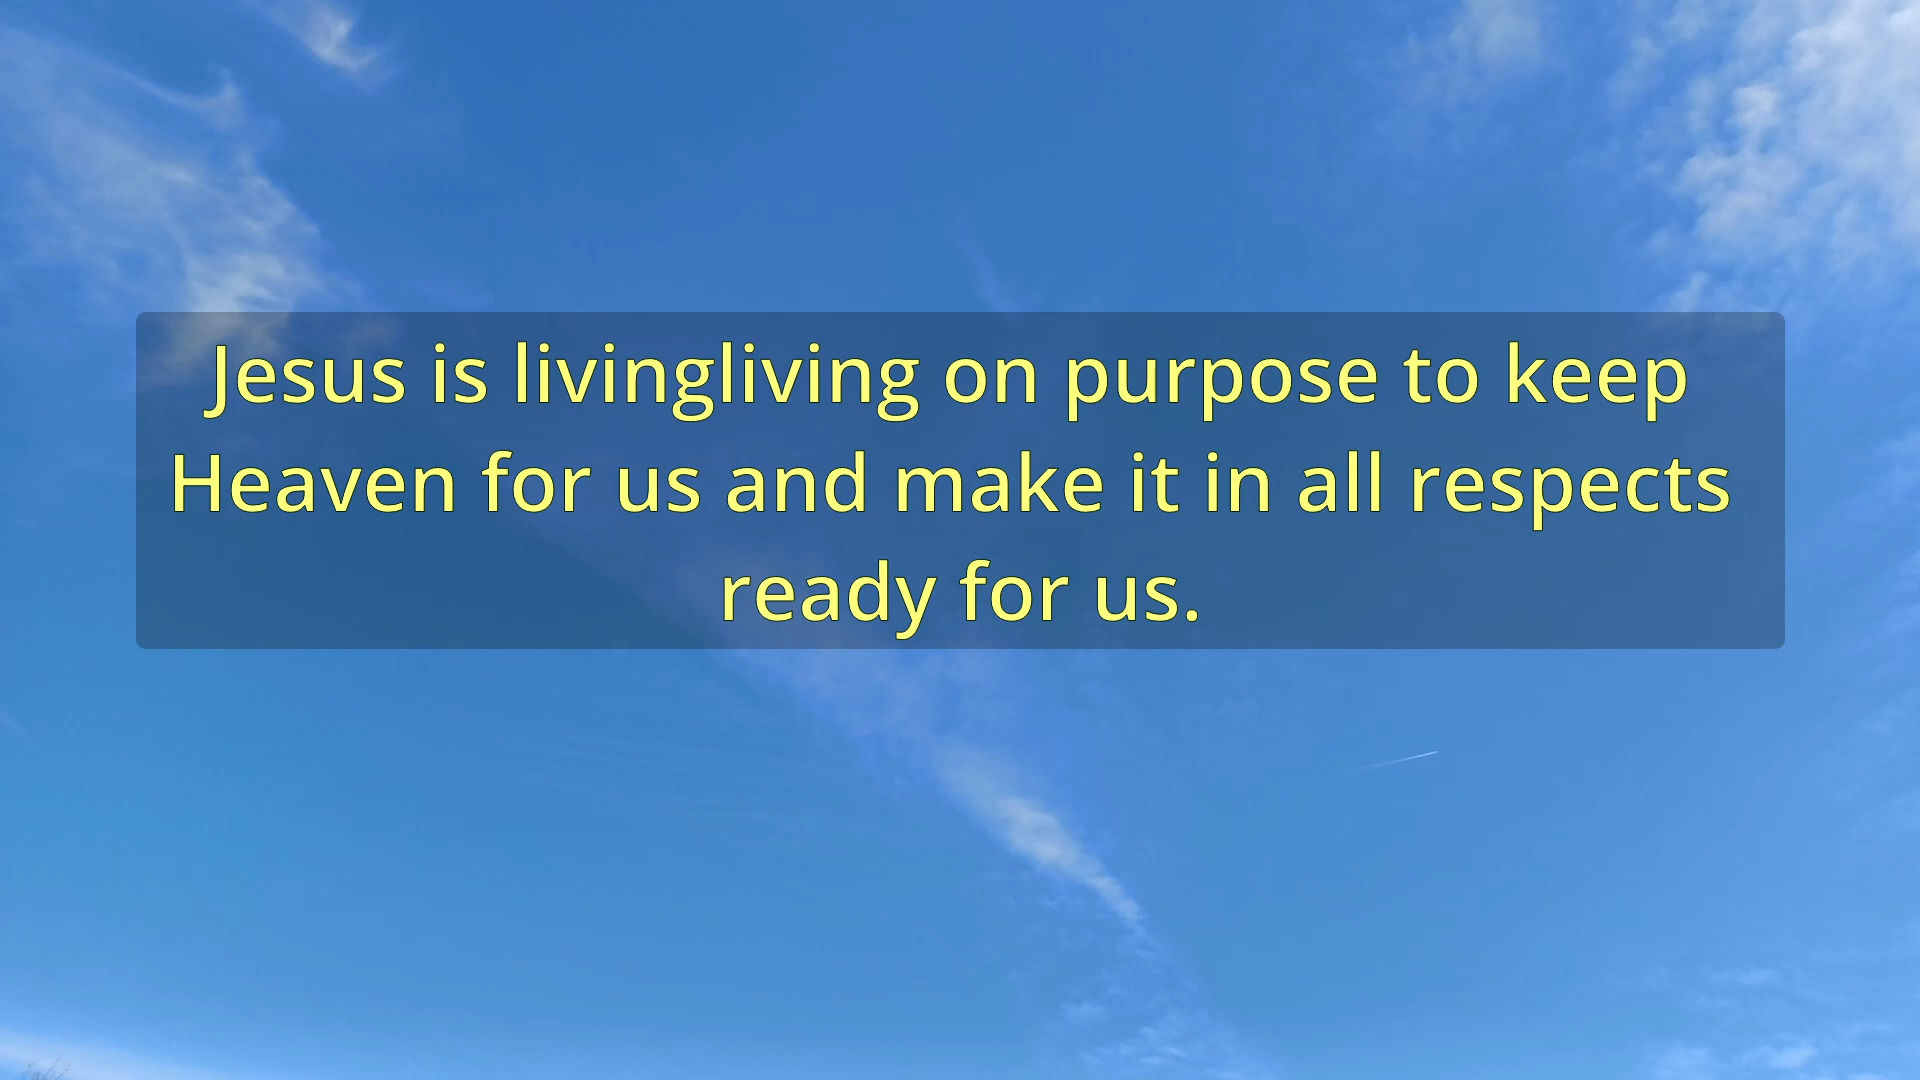 Jesus is livingliving on purpose to keep
Heaven for us and make it in all respects
ready for us.